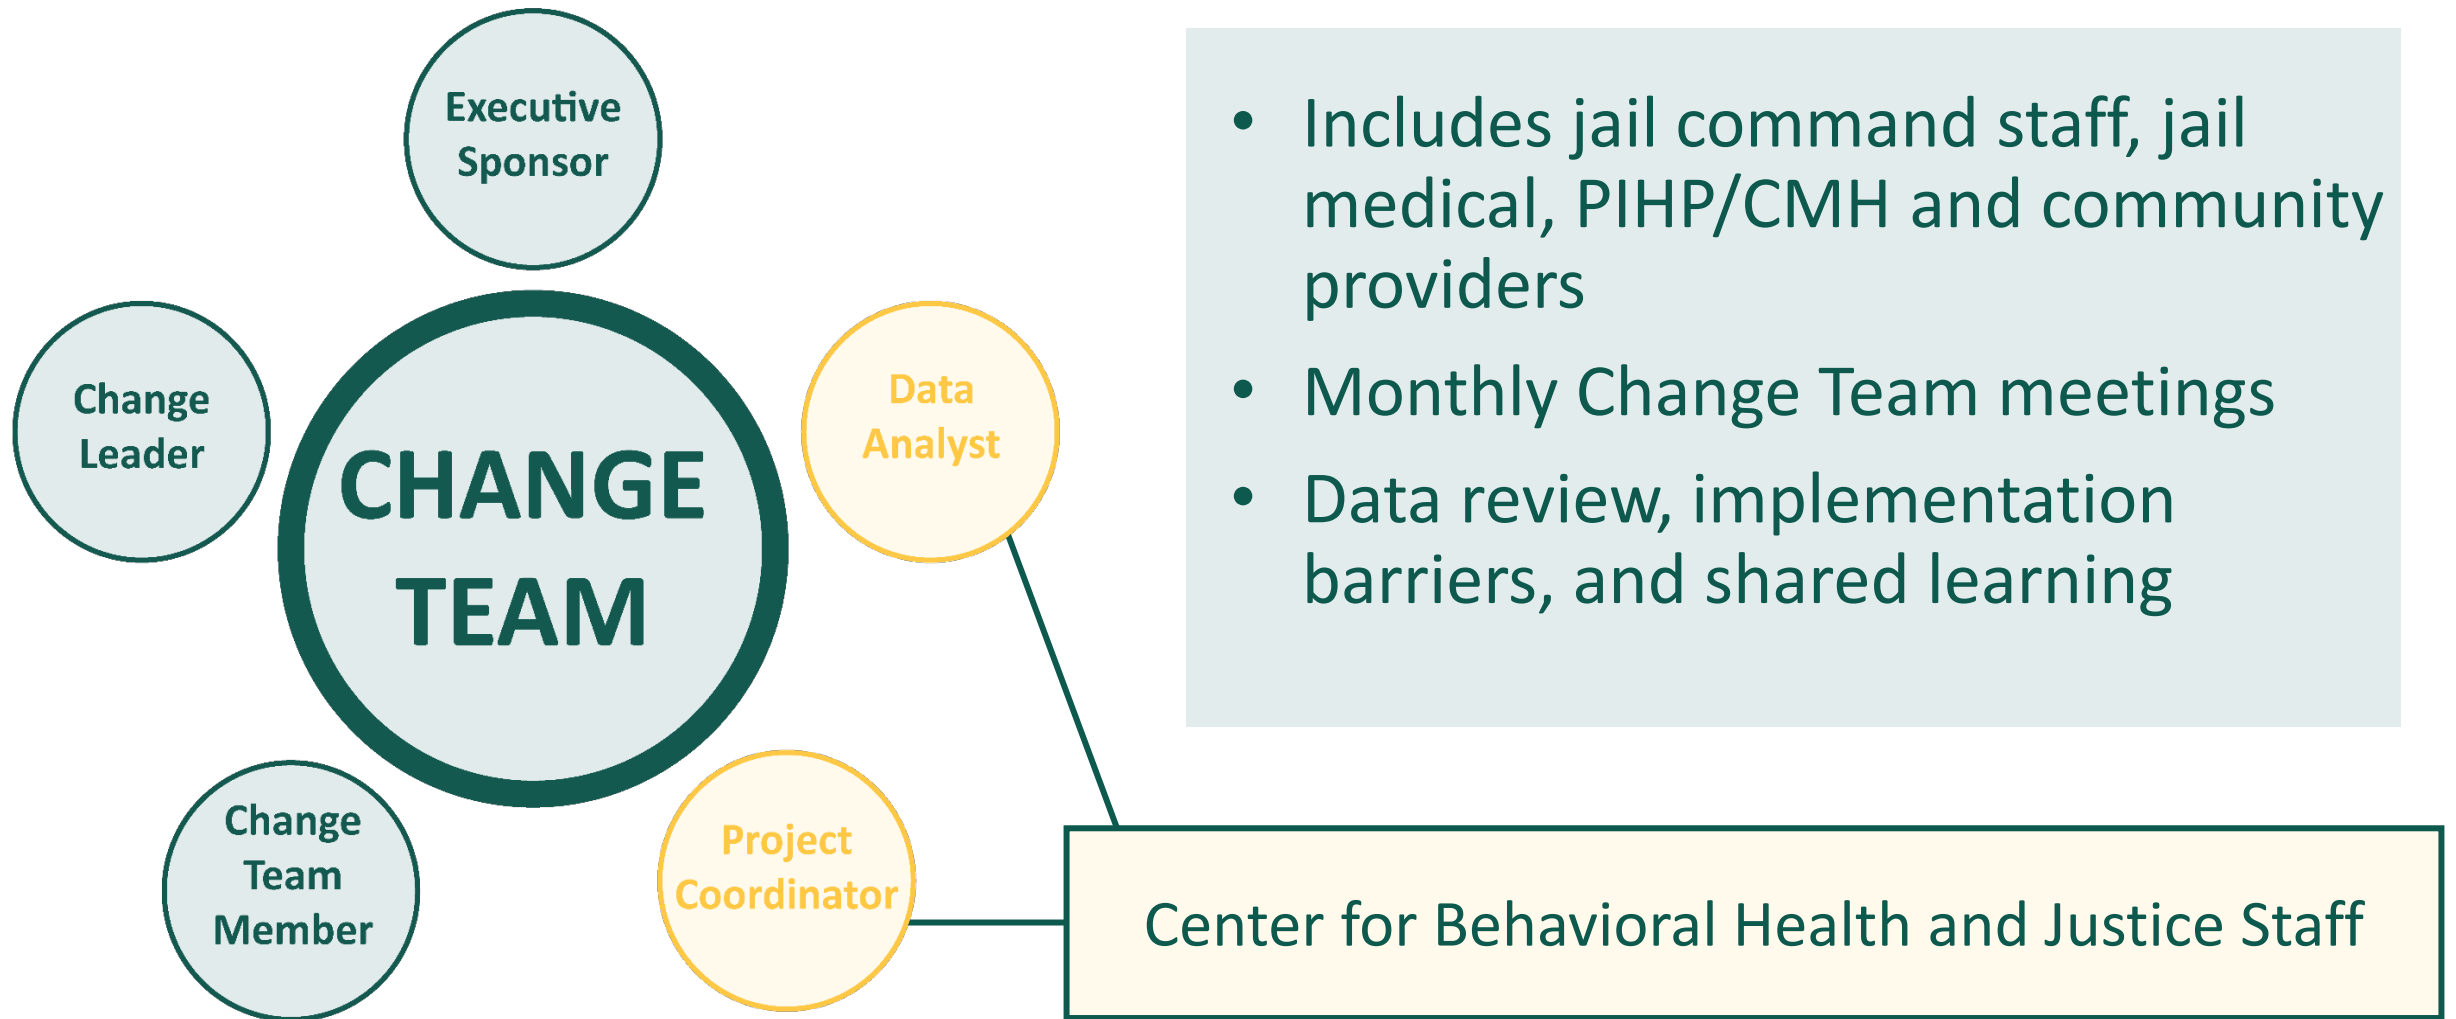 Executive
Sponsor
Change
Leader
CHANGE
TEAM
Data
Analyst
Change
Team
Member
Project
Coordinator
• Includes jail command staff, jail
medical, PIHP/CMH and community
providers
• Monthly Change Team meetings
• Data review, implementation
barriers, and shared learning
Center for Behavioral Health and Justice Staff